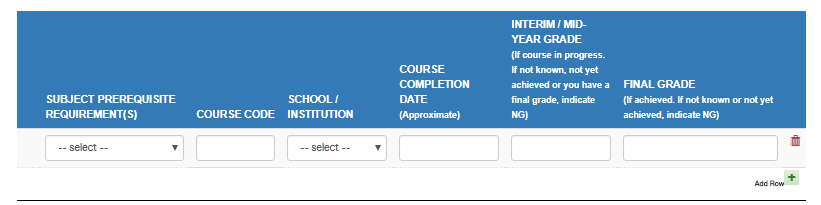 SUBJECT PREREQUISITE
REQUIREMENT(S)
COURSE CODE
SCHOOL /
INSTITUTION
COURSE
COMPLETION
DATE
(Approximate)
INTERIM / MID-
YEAR GRADE
(If course in progress.
If not known, not yet
achieved or you have a
final grade, indicate
NG)
FINAL GRADE
(If achieved. If not known or not yet
achieved, indicate NG)
-- select --
-- select --
Add Row